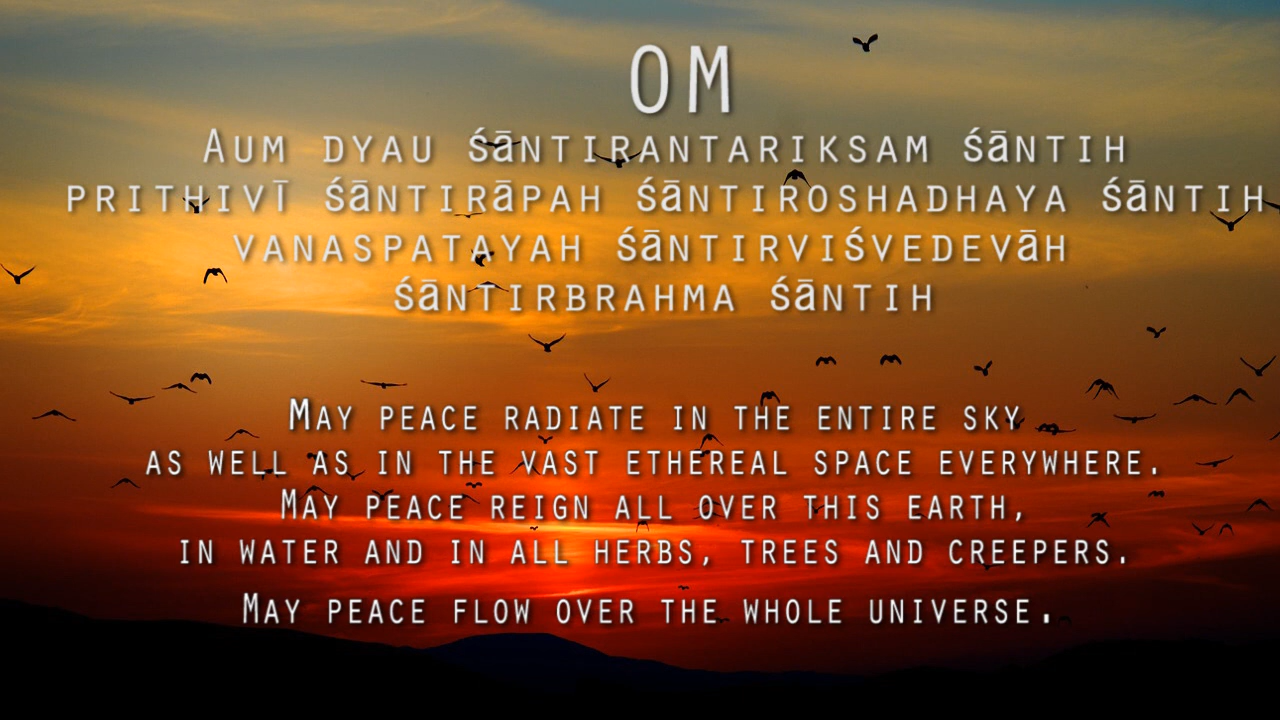 OM
Aum dyau śāntirantariksam śāntih
prithivī śāntirāpah śāntiroshadhaya śāntih
vanaspatayah śāntirviśvedevāh
śāntirbrahma śāntih
May peace radiate in the entire sky
as well as in the vast ethereal space everywhere.
May peace reign all over this earth,
in water and in all herbs, trees and creepers.
May peace flow over the whole universe.